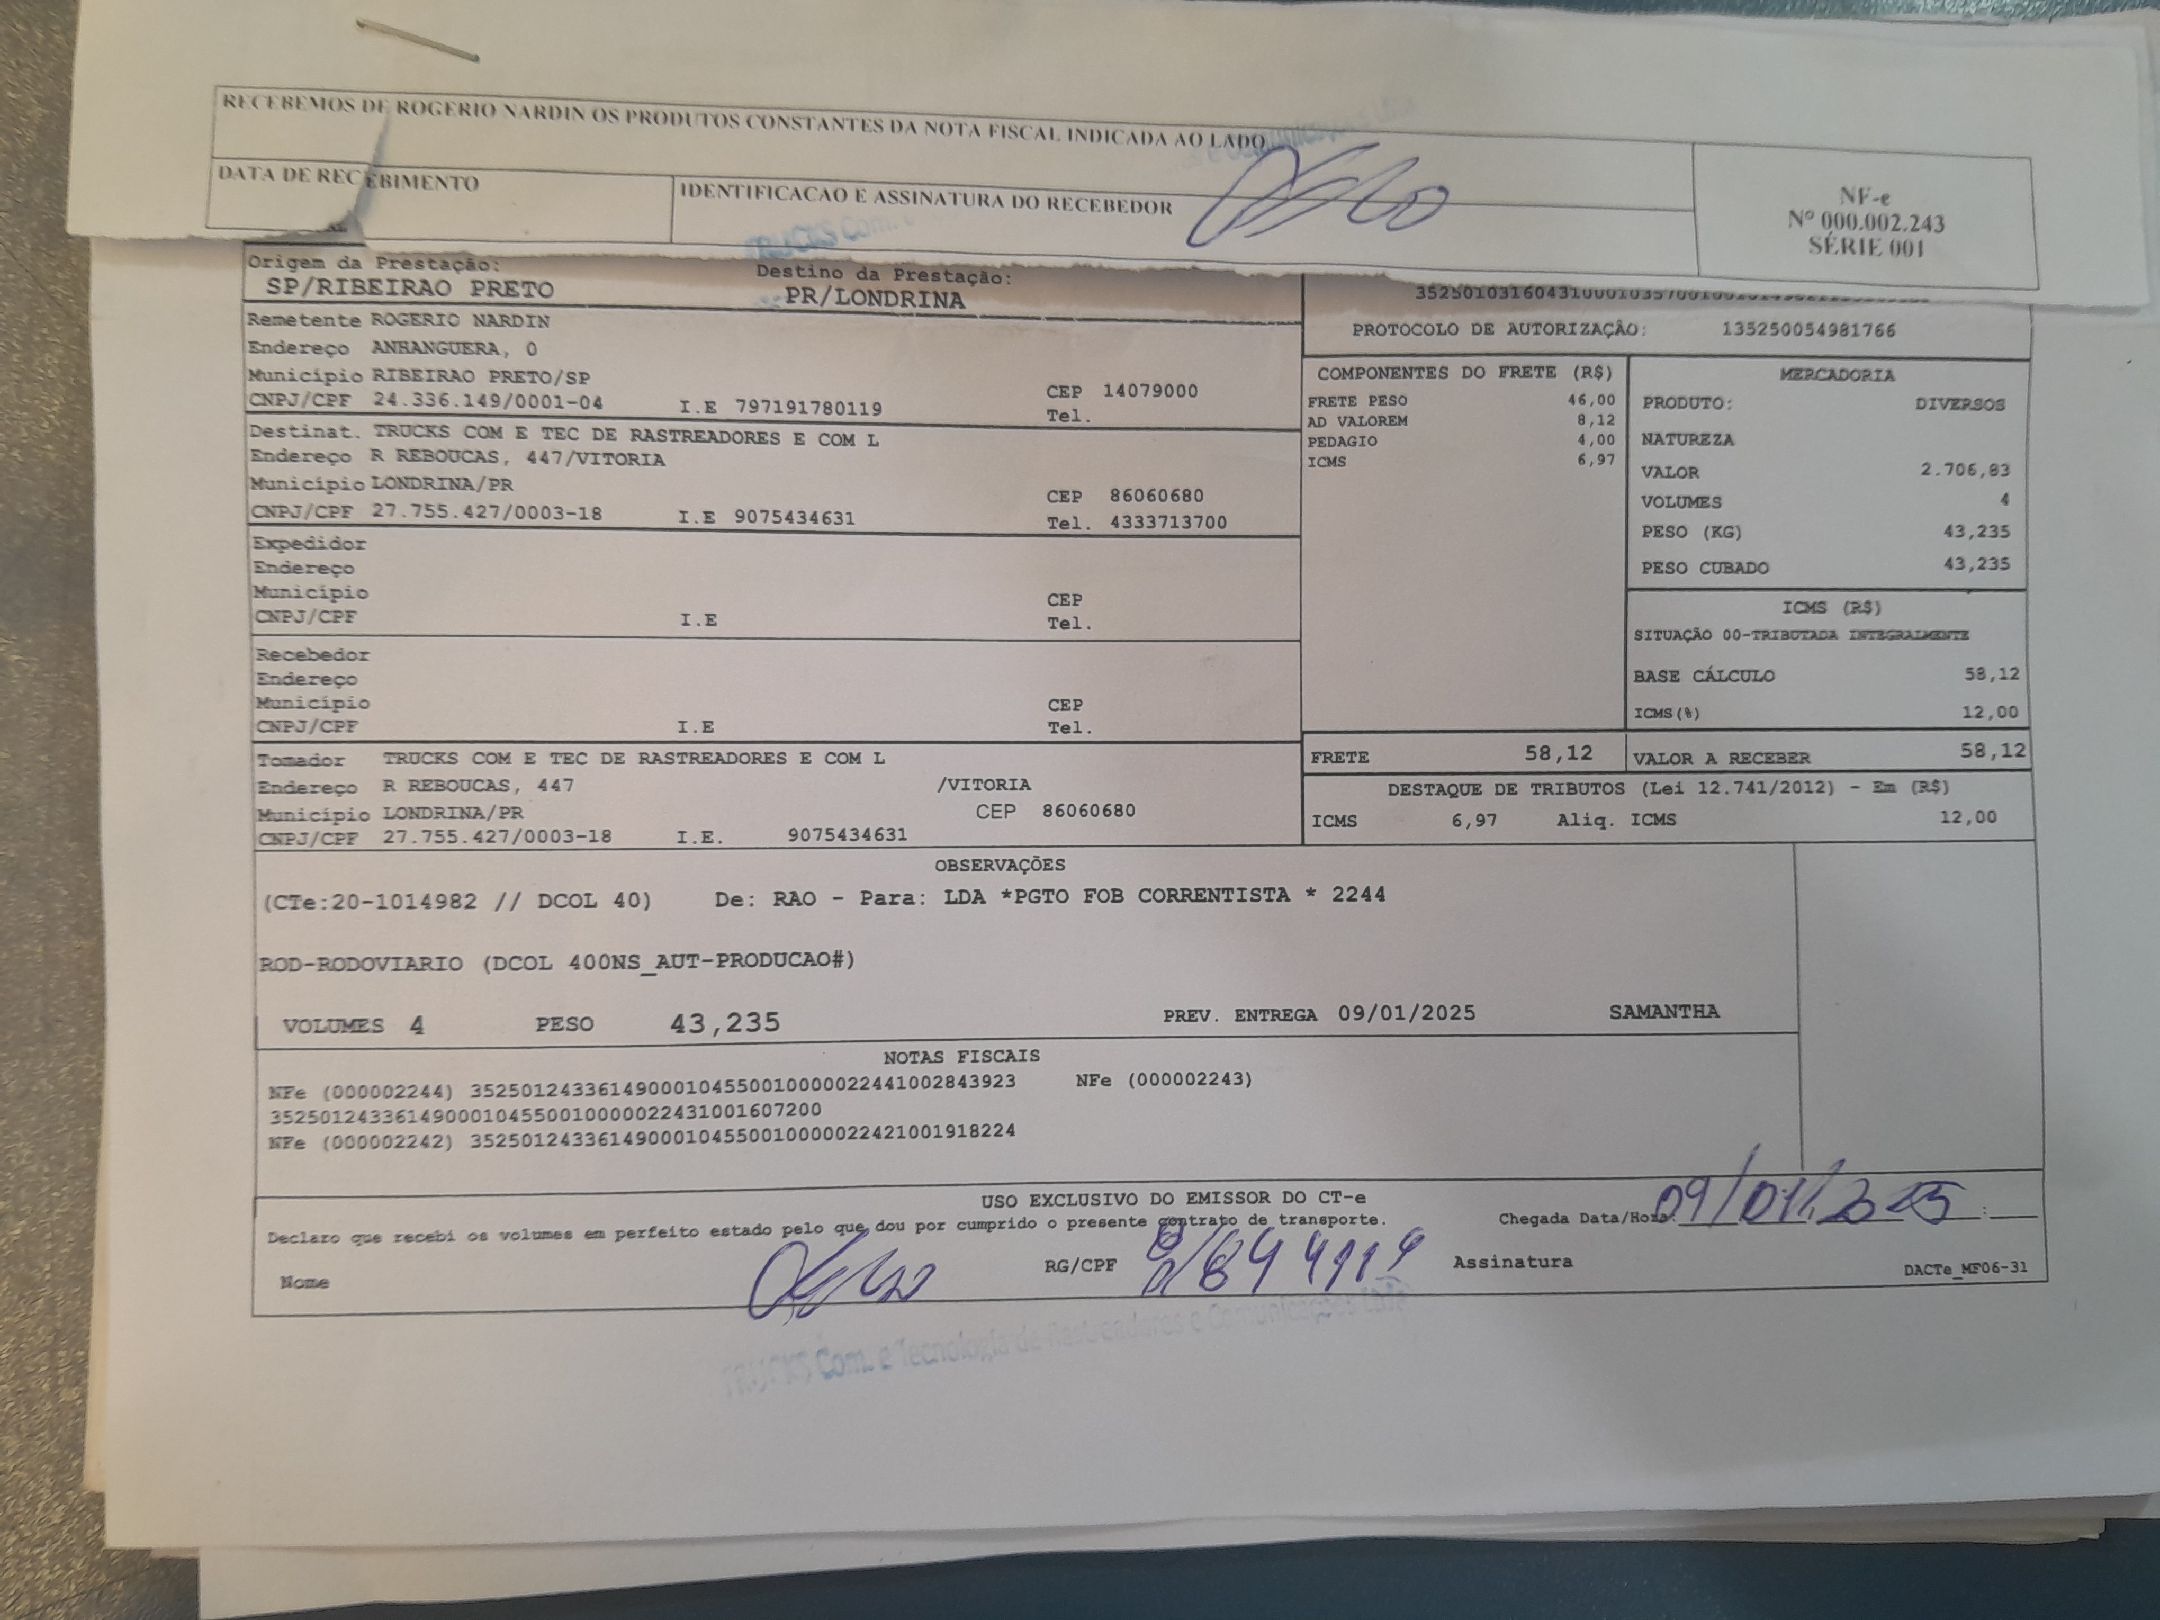 RECEBEMOS DE ROGERIO NARDIN OS PRODUTOS CONSTANTES DA NOTA FISCAL INDICADA AO LADO
DATA DE RECEBIMENTO
IDENTIFICACAO E ASSINATURA DO RECEBEDOR
NF-e
Nº 000.002.243
SÉRIE 001
Origem da Prestação:
SP/RIBEIRAO PRETO
Destino da Prestação:
PR/LONDRINA
PROTOCOLO DE AUTORIZAÇÃO: 135250054981766
Remetente ROGERIO NARDIN
Endereço ANHANGUERA, 0
Município RIBEIRAO PRETO/SP CEP 14079000
CNPJ/CPF 24.336.149/0001-04 I.E 797191780119 Tel.
Destinat. TRUCKS COM E TEC DE RASTREADORES E COM L
Endereço R REBOUCAS, 447/VITORIA
Município LONDRINA/PR CEP 86060680
CNPJ/CPF 27.755.427/0003-18 I.E 9075434631 Tel. 4333713700
Expedidor
Endereço
Município CEP
CNPJ/CPF I.E Tel.
Recebedor
Endereço
Município CEP
CNPJ/CPF I.E Tel.
Tomador TRUCKS COM E TEC DE RASTREADORES E COM L
Endereço R REBOUCAS, 447 /VITORIA
Município LONDRINA/PR CEP 86060680
CNPJ/CPF 27.755.427/0003-18 I.E. 9075434631
COMPONENTES DO FRETE (R$)
FRETE PESO 46,00
AD VALOREM 8,12
PEDAGIO 4,00
ICMS 6,97
MERCADORIA
PRODUTO: DIVERSOS
NATUREZA
VALOR 2.706,83
VOLUMES 4
PESO (KG) 43,235
PESO CUBADO 43,235
ICMS (R$)
SITUAÇÃO 00-TRIBUTADA INTEGRALMENTE
BASE CÁLCULO 58,12
ICMS(%) 12,00
FRETE 58,12
VALOR A RECEBER 58,12
DESTAQUE DE TRIBUTOS (Lei 12.741/2012) - Em (R$)
ICMS 6,97 Aliq. ICMS 12,00
OBSERVAÇÕES
(CTe:20-1014982 // DCOL 40) De: RAO - Para: LDA *PGTO FOB CORRENTISTA * 2244
ROD-RODOVIARIO (DCOL 400NS_AUT-PRODUCAO#)
VOLUMES 4 PESO 43,235 PREV. ENTREGA 09/01/2025 SAMANTHA
NOTAS FISCAIS
NFe (000002244) 35250124336149000104550010000022441002843923 NFe (000002243)
35250124336149000104550010000022431001607200
NFe (000002242) 35250124336149000104550010000022421001918224
USO EXCLUSIVO DO EMISSOR DO CT-e
Declaro que recebi os volumes em perfeito estado pelo que dou por cumprido o presente contrato de transporte.
Chegada Data/Hora: 09/01/2025 :
Nome RG/CPF Assinatura
DACTe_MF06-31
TRUCKS Com. e Tecnologia de Rastreadores e Comunicações Ltda